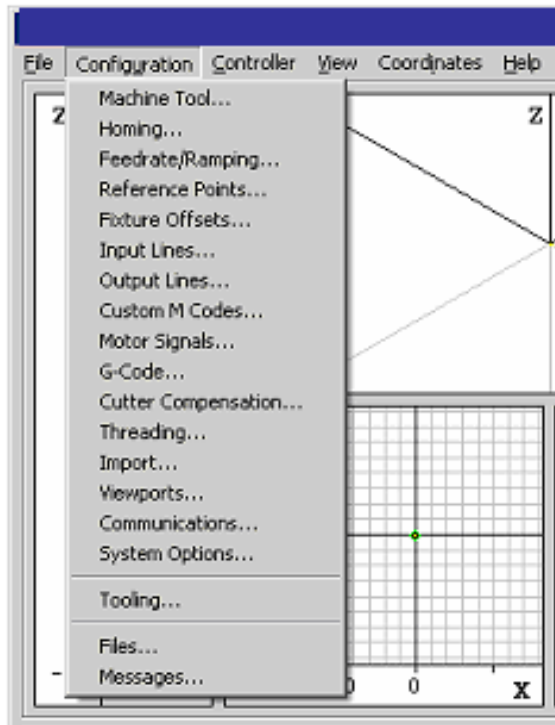 File Configuration Controller View Coordinates Help
Machine Tool...
Homing...
Feedrate/Ramping...
Reference Points...
Fixture Offsets...
Input Lines...
Output Lines...
Custom M Codes...
Motor Signals...
G-Code...
Cutter Compensation...
Threading...
Import...
Viewports...
Communications...
System Options...
Tooling...
Files...
Messages...
Z
Z
0
X